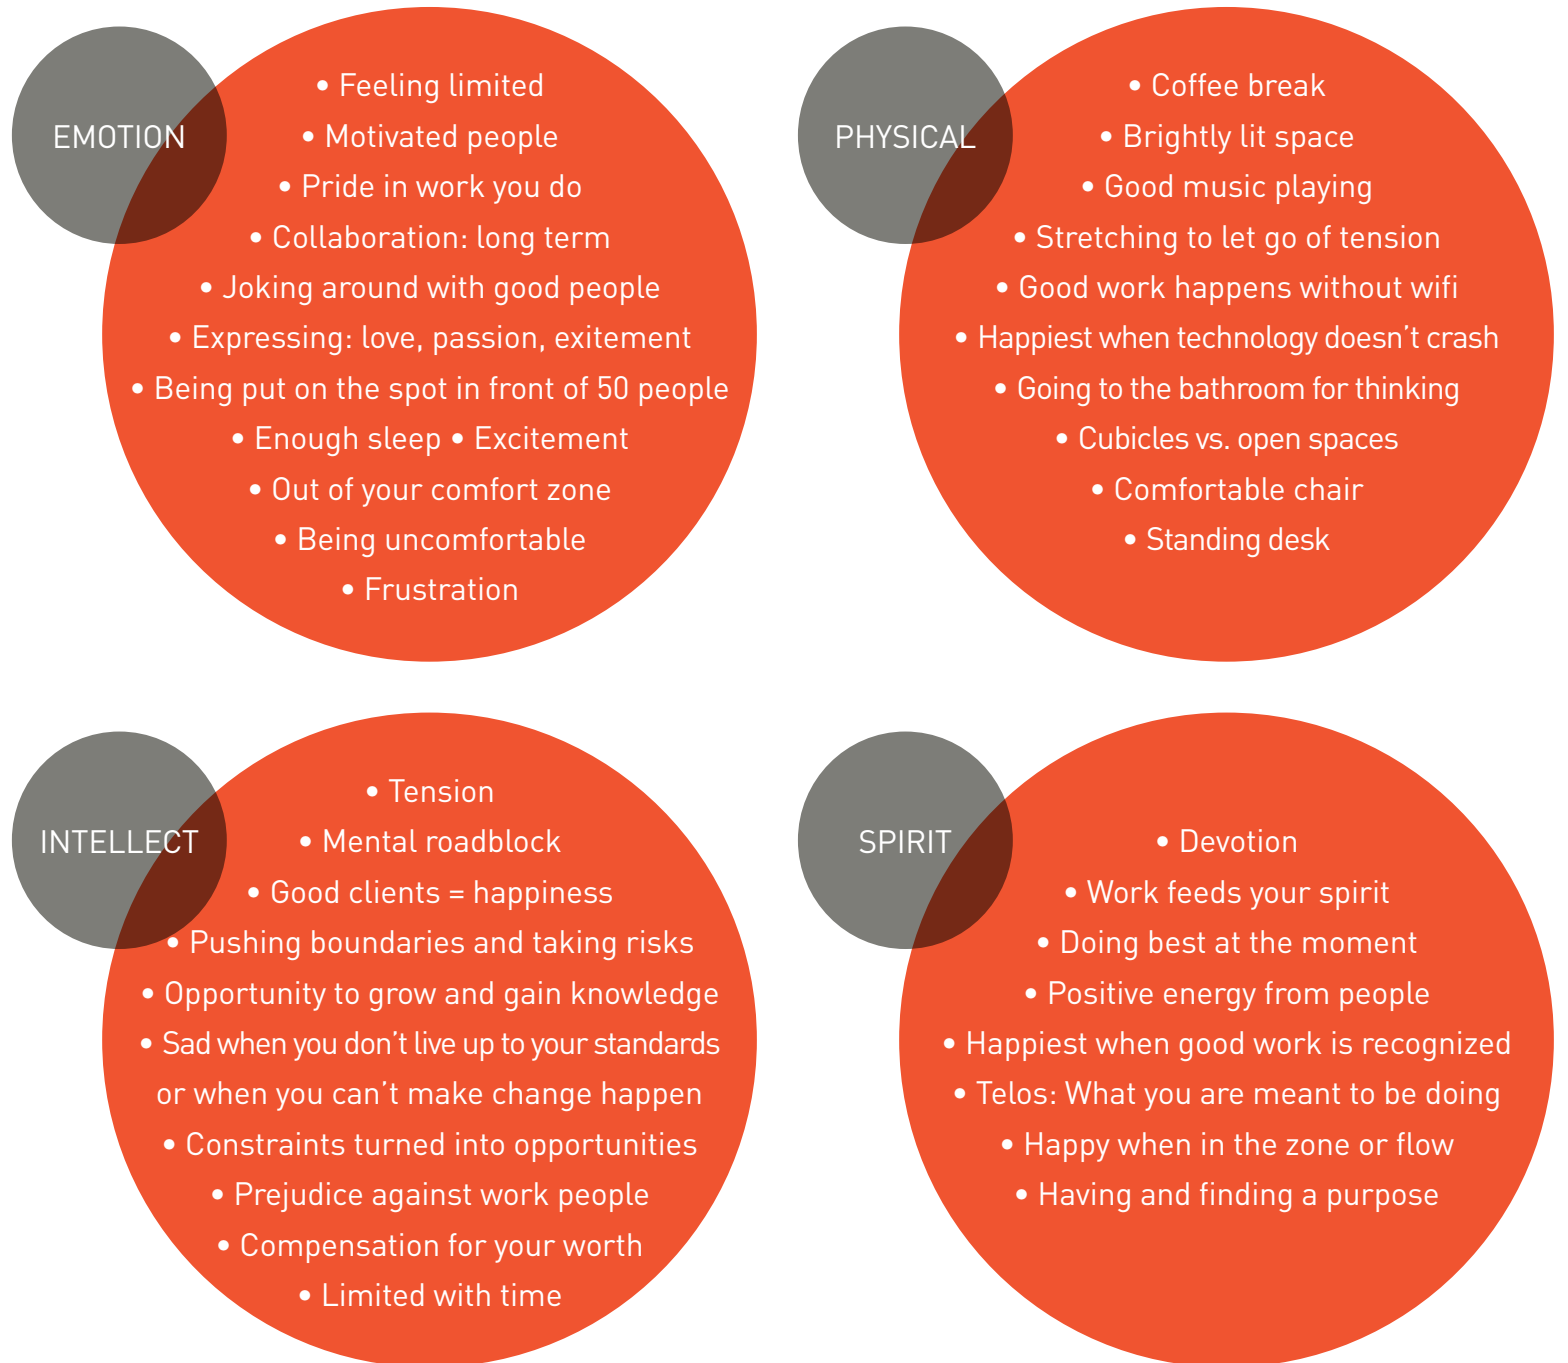 EMOTION
• Feeling limited
• Motivated people
• Pride in work you do
• Collaboration: long term
• Joking around with good people
• Expressing: love, passion, exitement
• Being put on the spot in front of 50 people
• Enough sleep • Excitement
• Out of your comfort zone
• Being uncomfortable
• Frustration
PHYSICAL
• Coffee break
• Brightly lit space
• Good music playing
• Stretching to let go of tension
• Good work happens without wifi
• Happiest when technology doesn’t crash
• Going to the bathroom for thinking
• Cubicles vs. open spaces
• Comfortable chair
• Standing desk
INTELLECT
• Tension
• Mental roadblock
• Good clients = happiness
• Pushing boundaries and taking risks
• Opportunity to grow and gain knowledge
• Sad when you don’t live up to your standards
or when you can’t make change happen
• Constraints turned into opportunities
• Prejudice against work people
• Compensation for your worth
• Limited with time
SPIRIT
• Devotion
• Work feeds your spirit
• Doing best at the moment
• Positive energy from people
• Happiest when good work is recognized
• Telos: What you are meant to be doing
• Happy when in the zone or flow
• Having and finding a purpose